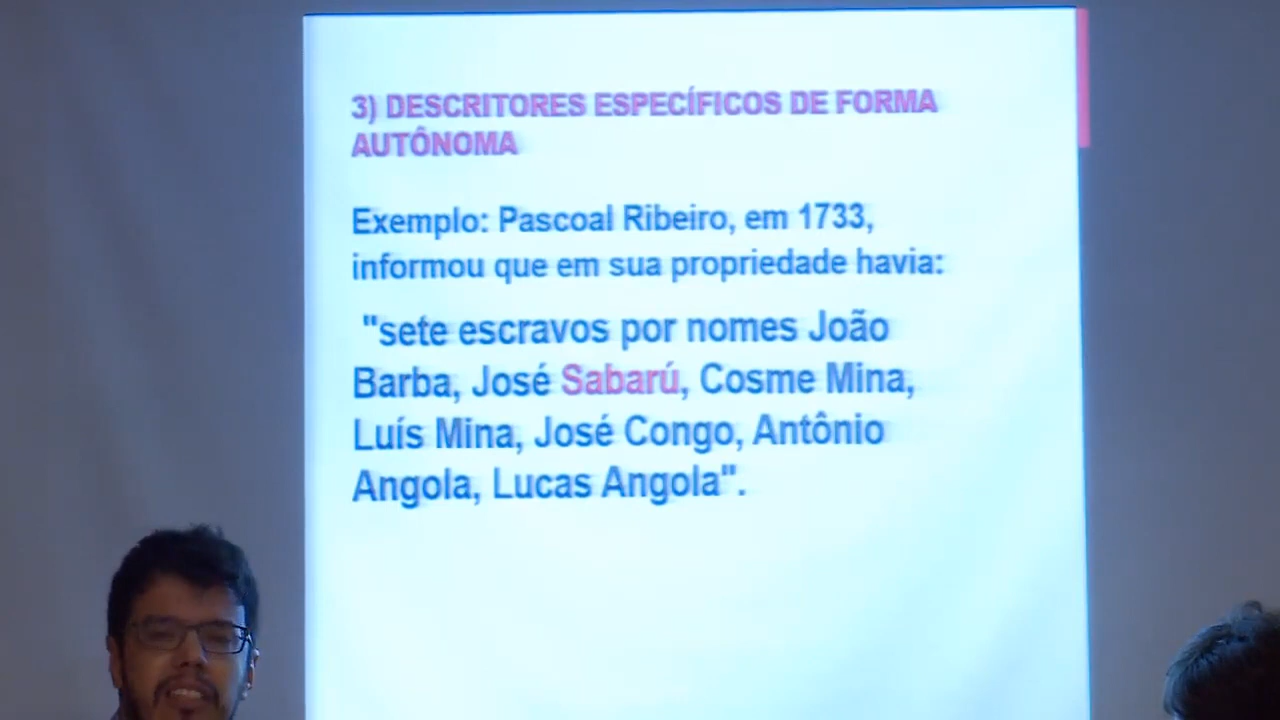 3) DESCRITORES ESPECÍFICOS DE FORMA
AUTÔNOMA
Exemplo: Pascoal Ribeiro, em 1733,
informou que em sua propriedade havia:
"sete escravos por nomes João
Barba, José Sabarú, Cosme Mina,
Luís Mina, José Congo, Antônio
Angola, Lucas Angola".